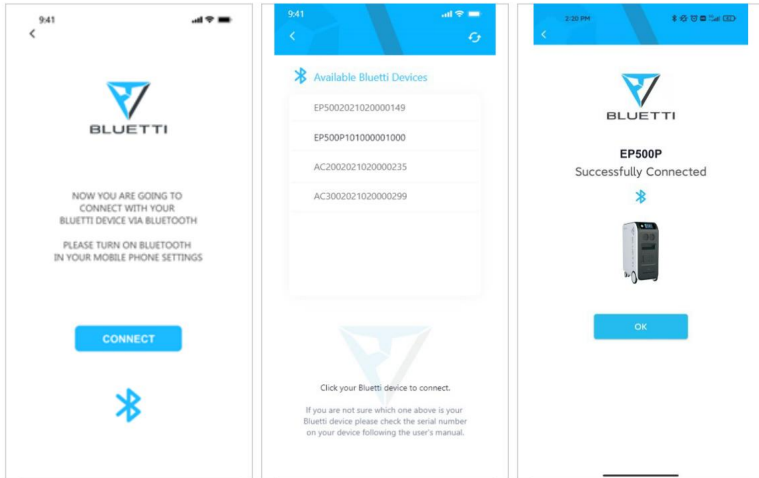 9:41
BLUETTI
NOW YOU ARE GOING TO
CONNECT WITH YOUR
BLUETTI DEVICE VIA BLUETOOTH
PLEASE TURN ON BLUETOOTH
IN YOUR MOBILE PHONE SETTINGS
CONNECT
9:41
Available Bluetti Devices
EP5002021020000149
EP500P101000001000
AC2002021020000235
AC3002021020000299
Click your Bluetti device to connect.
If you are not sure which one above is your
Bluetti device please check the serial number
on your device following the user's manual.
2:20 PM
BLUETTI
EP500P
Successfully Connected
OK